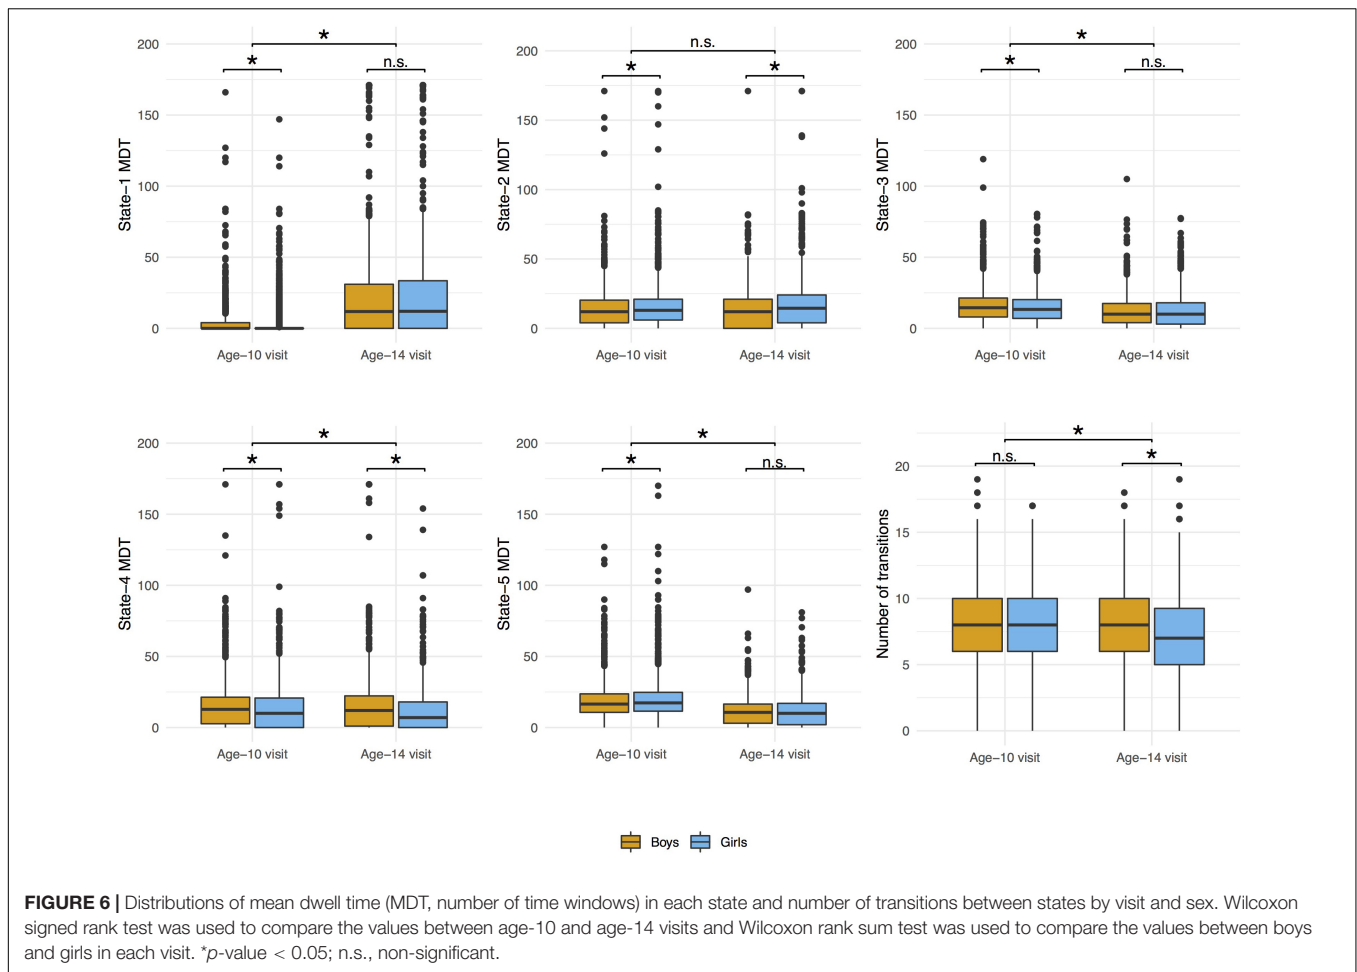 *
*
n.s.
200
150
100
50
0
State−1 MDT
Age−10 visit
Age−14 visit
n.s.
*
*
200
150
100
50
0
State−2 MDT
Age−10 visit
Age−14 visit
*
*
n.s.
200
150
100
50
0
State−3 MDT
Age−10 visit
Age−14 visit
*
*
*
200
150
100
50
0
State−4 MDT
Age−10 visit
Age−14 visit
*
*
n.s.
200
150
100
50
0
State−5 MDT
Age−10 visit
Age−14 visit
*
n.s.
*
20
15
10
5
0
Number of transitions
Age−10 visit
Age−14 visit
Boys
Girls
FIGURE 6 | Distributions of mean dwell time (MDT, number of time windows) in each state and number of transitions between states by visit and sex. Wilcoxon
signed rank test was used to compare the values between age-10 and age-14 visits and Wilcoxon rank sum test was used to compare the values between boys
and girls in each visit. *p-value < 0.05; n.s., non-significant.